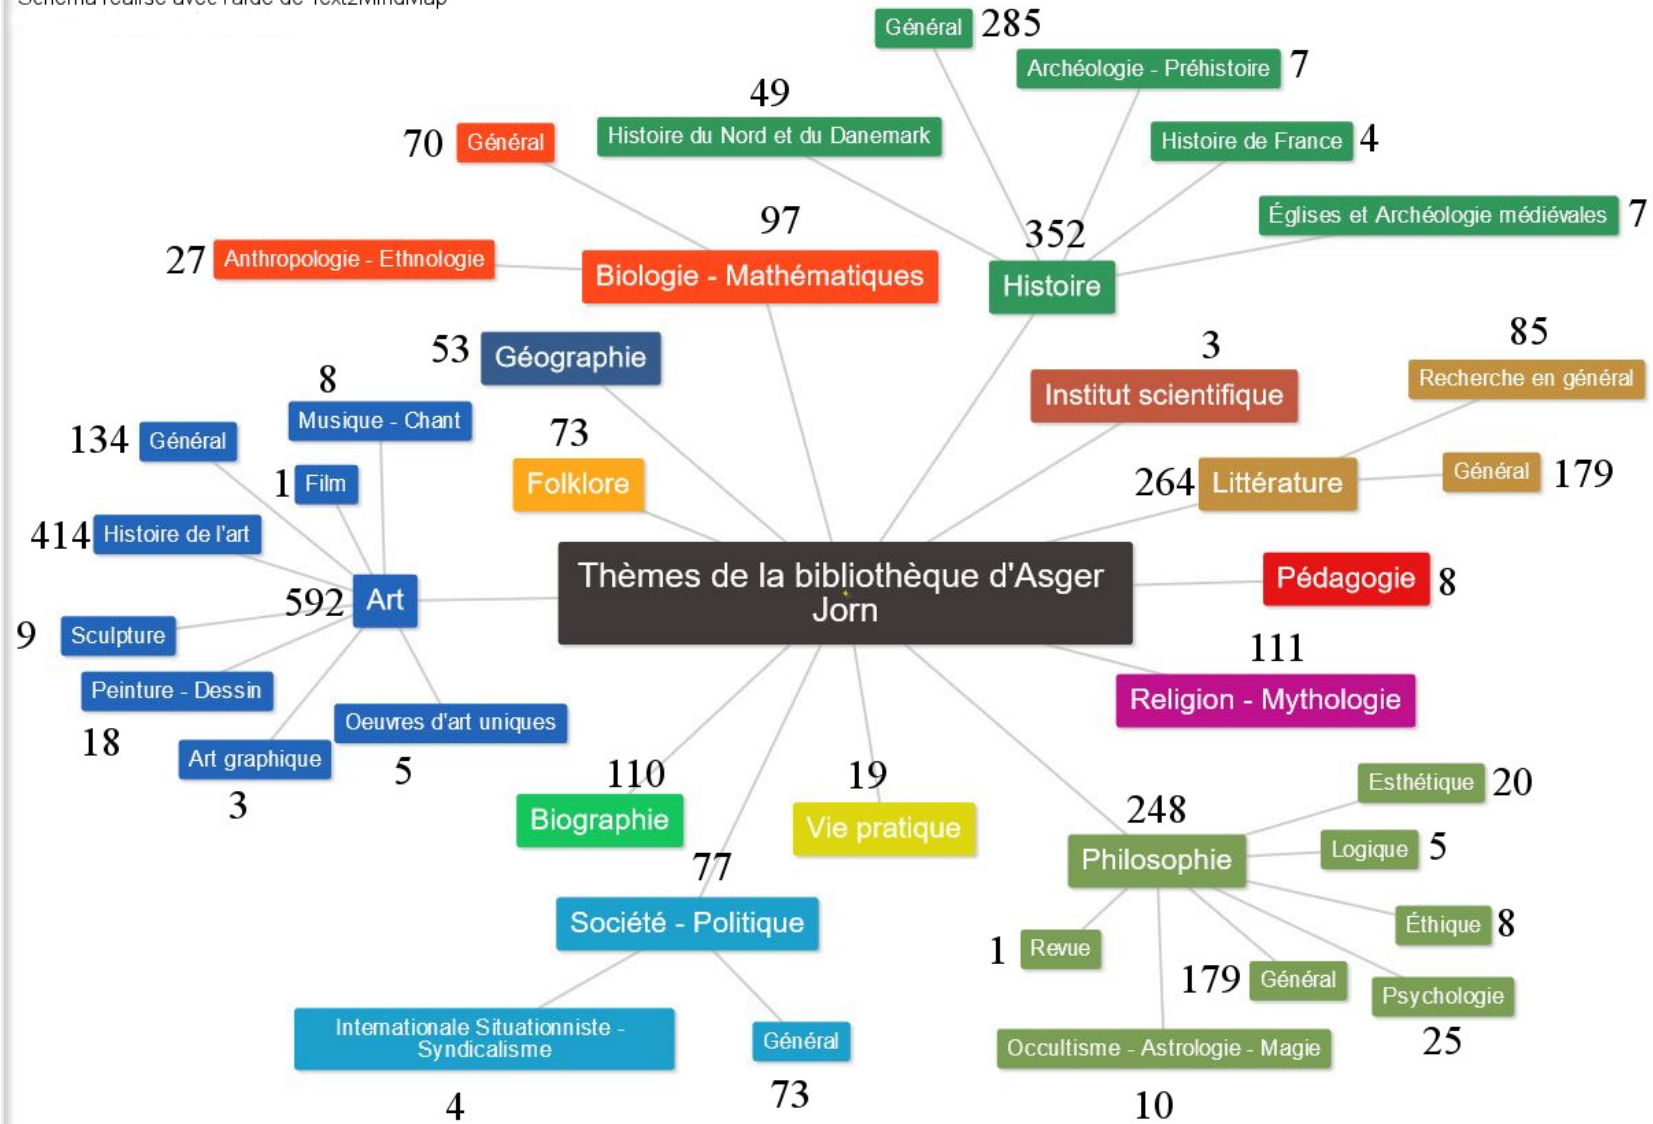 Schéma réalisé avec l'aide de Text2MindMap
Général 285
Archéologie - Préhistoire 7
49
Histoire du Nord et du Danemark
Histoire de France 4
70 Général
Églises et Archéologie médiévales 7
97
352
27 Anthropologie - Ethnologie
Biologie - Mathématiques
Histoire
53 Géographie
3
Institut scientifique
85
Recherche en général
8
Musique - Chant
134 Général
73
Folklore
1 Film
264 Littérature
Général 179
414 Histoire de l'art
Thèmes de la bibliothèque d'Asger
Jorn
Pédagogie 8
592 Art
9 Sculpture
111
Religion - Mythologie
Peinture - Dessin
18
Oeuvres d'art uniques
5
Art graphique
3
110
Biographie
19
Vie pratique
248
Philosophie
Esthétique 20
Logique 5
77
Société - Politique
Éthique 8
1 Revue
179 Général
Psychologie
25
Internationale Situationniste -
Syndicalisme
4
Général
73
Occultisme - Astrologie - Magie
10